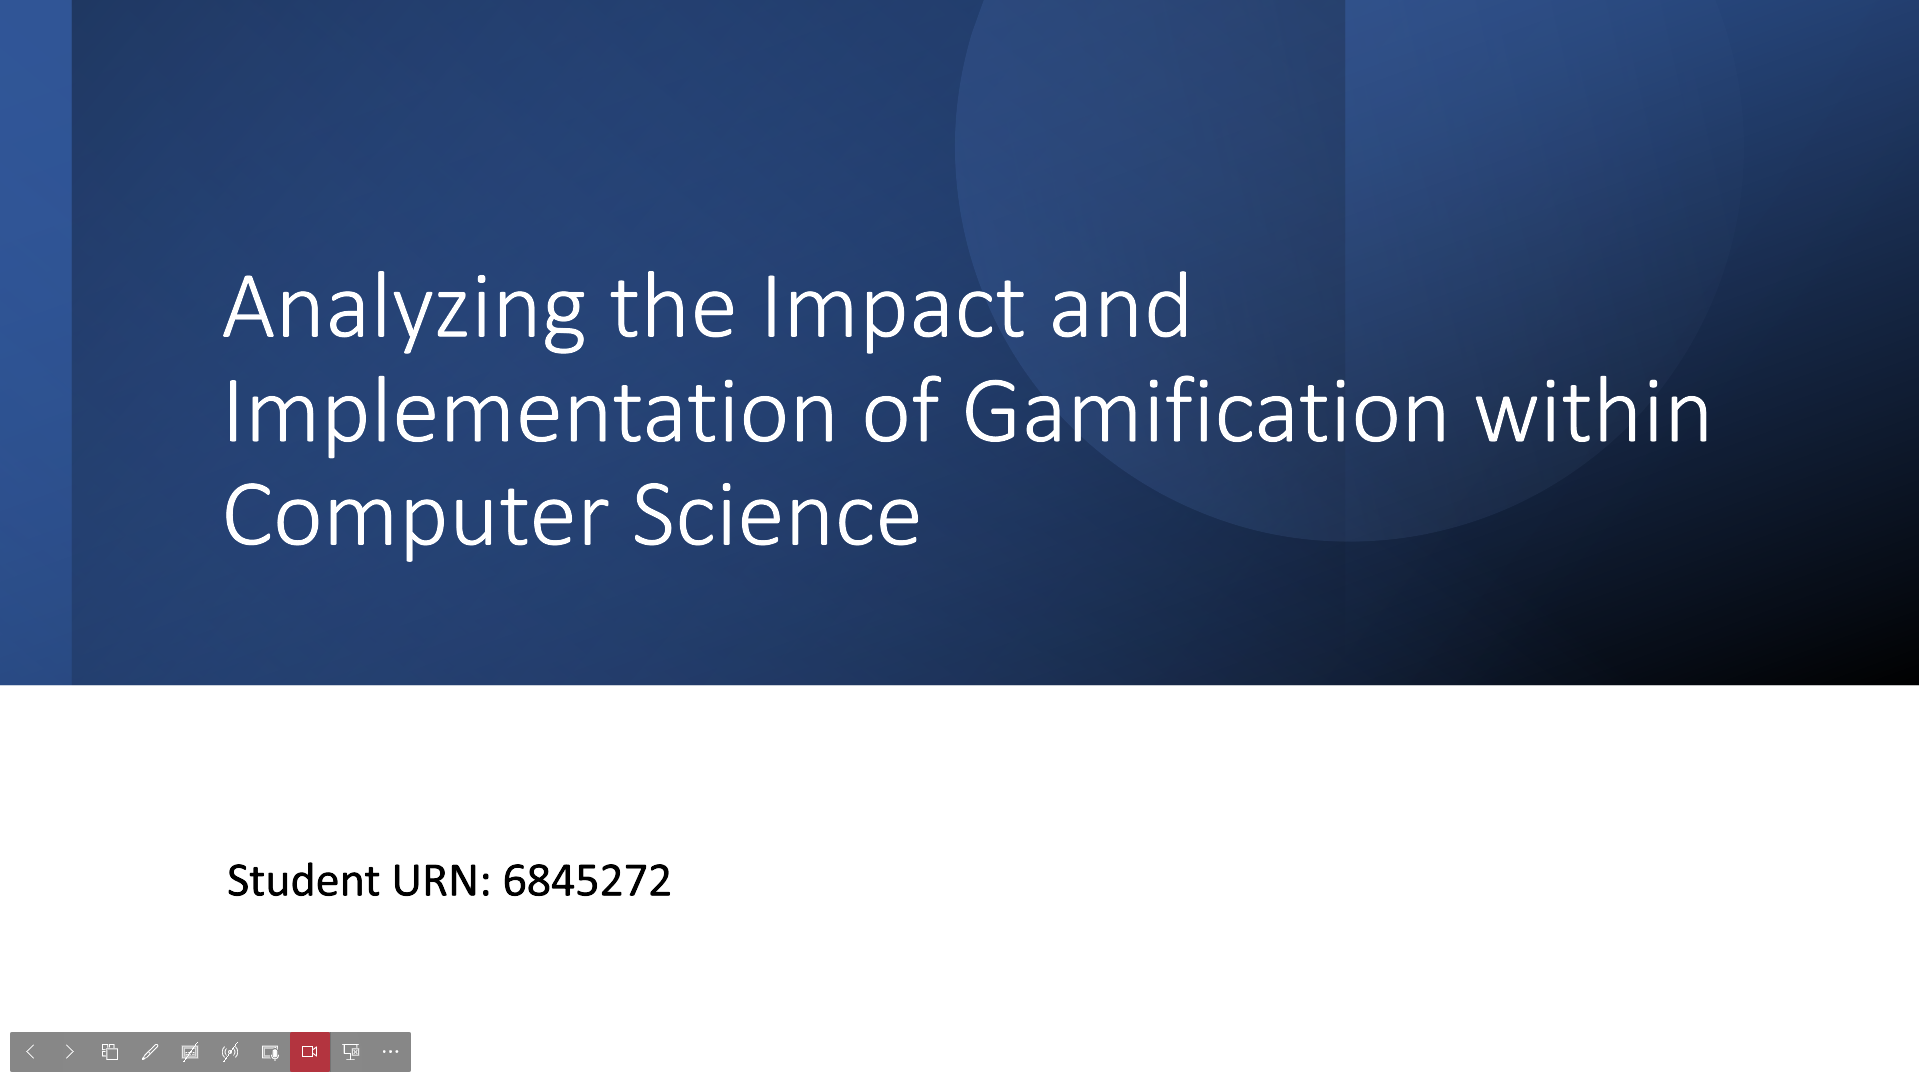 Analyzing the Impact and
Implementation of Gamification within
Computer Science
Student URN: 6845272